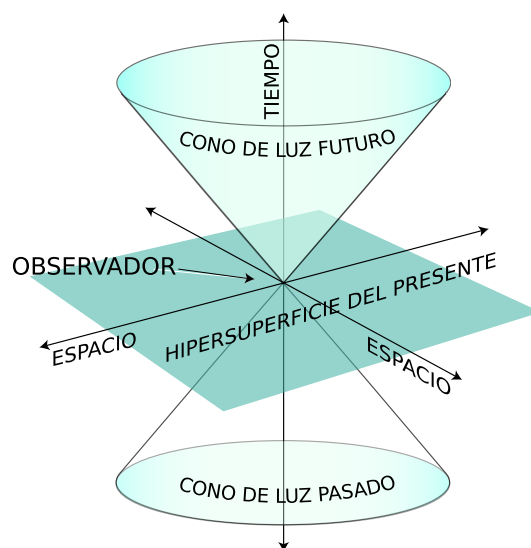 TIEMPO
CONO DE LUZ FUTURO
OBSERVADOR
HIPERSUPERFICIE DEL PRESENTE
ESPACIO
ESPACIO
CONO DE LUZ PASADO